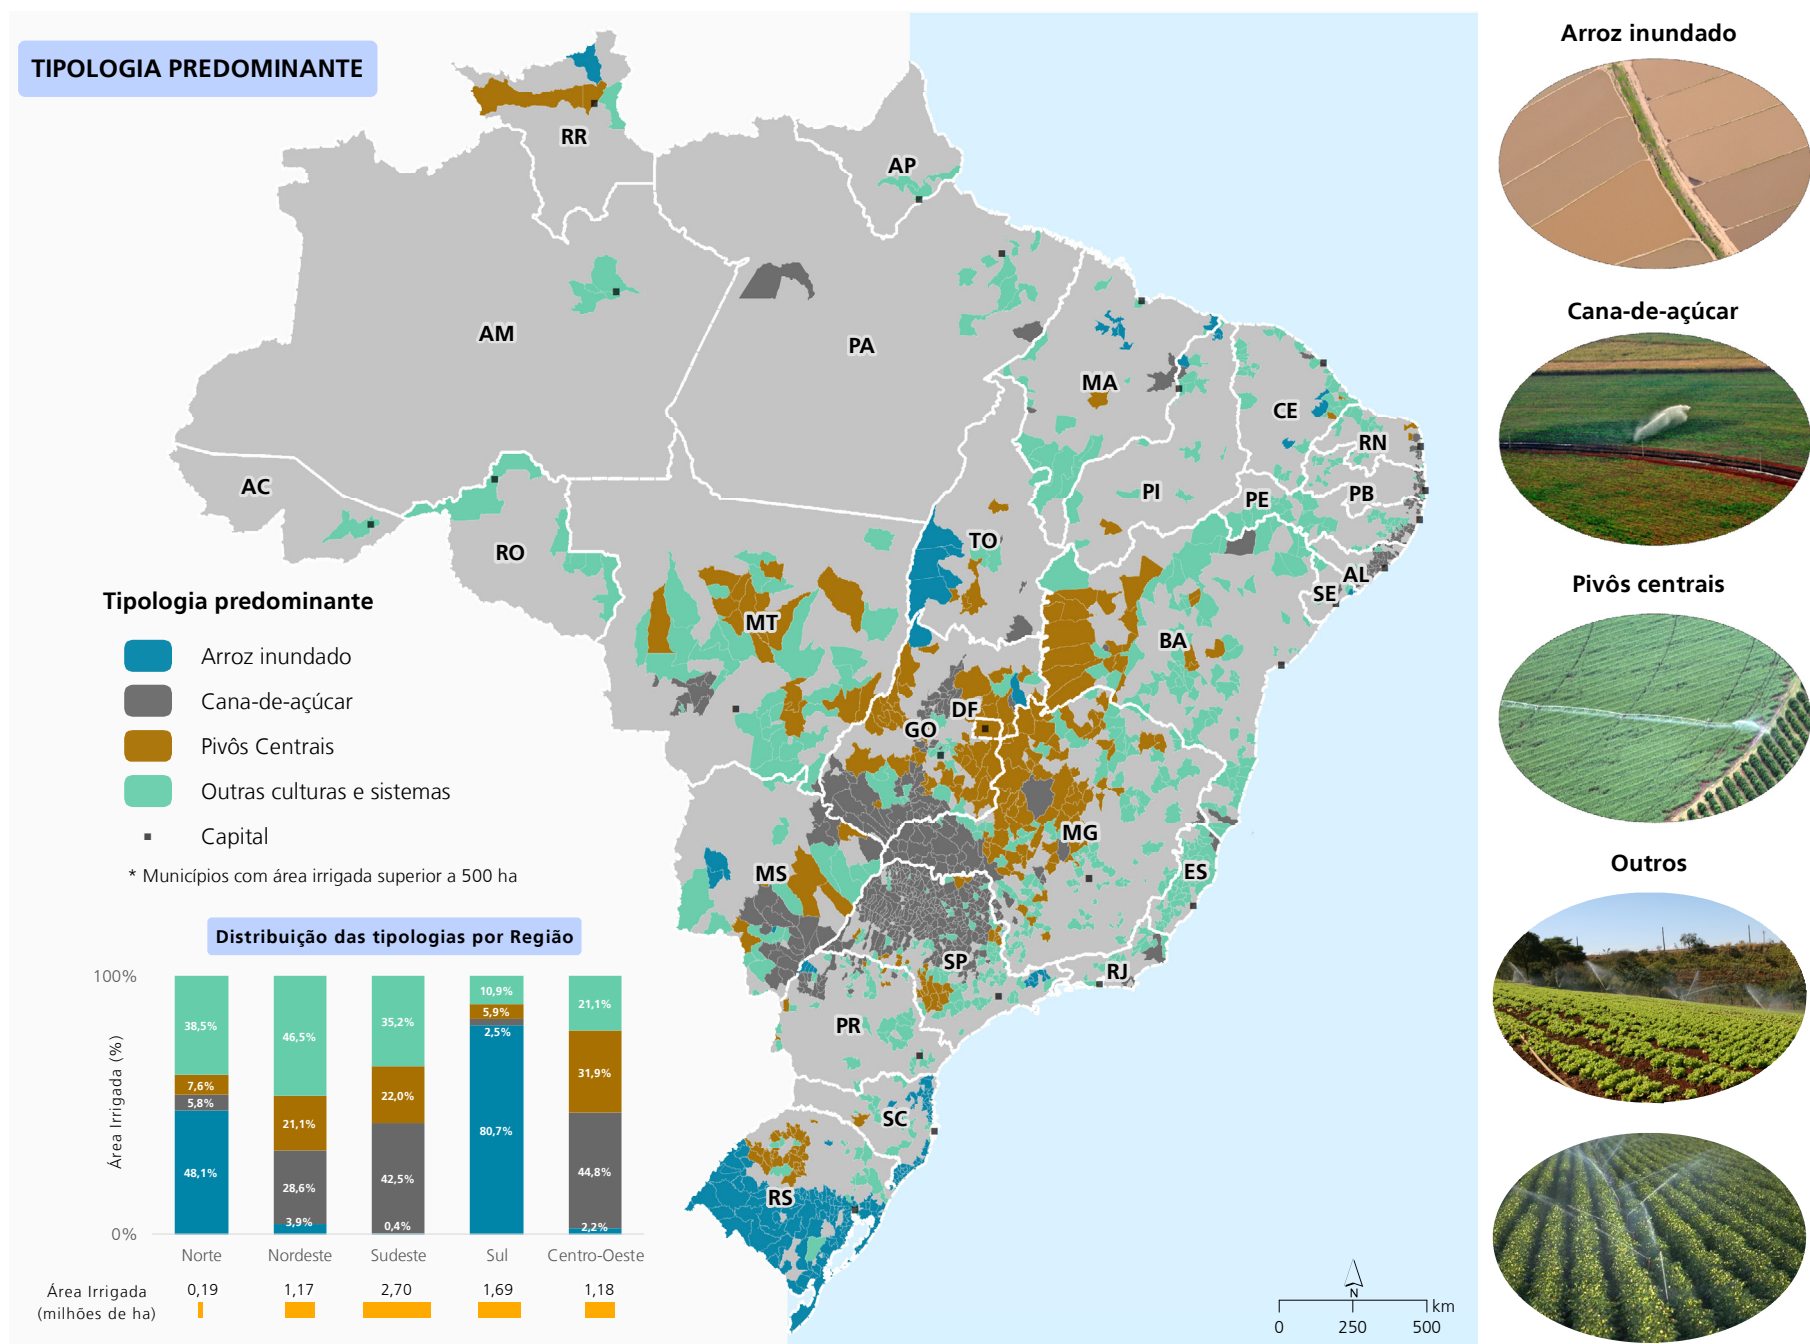 TIPOLOGIA PREDOMINANTE
RR
AP
AM
PA
MA
CE
RN
PB
PE
PI
AC
RO
TO
AL
SE
BA
MT
DF
GO
MG
ES
MS
SP
RJ
PR
SC
RS
Tipologia predominante
Arroz inundado
Cana-de-açúcar
Pivôs Centrais
Outras culturas e sistemas
Capital
* Municípios com área irrigada superior a 500 ha
Distribuição das tipologias por Região
Área Irrigada (%)
100%
0%
38,5%
7,6%
5,8%
48,1%
46,5%
21,1%
28,6%
3,9%
35,2%
22,0%
42,5%
0,4%
10,9%
5,9%
2,5%
80,7%
21,1%
31,9%
44,8%
2,2%
Norte Nordeste Sudeste Sul Centro-Oeste
Área Irrigada
(milhões de ha)
0,19 1,17 2,70 1,69 1,18
N
km
0 250 500
Arroz inundado
Cana-de-açúcar
Pivôs centrais
Outros